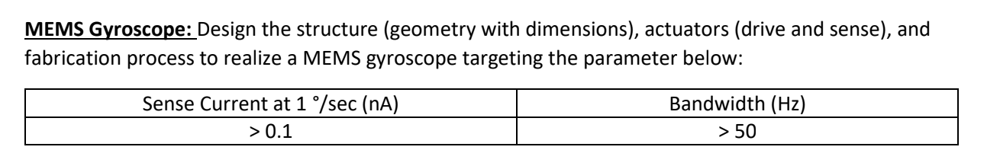 MEMS Gyroscope: Design the structure (geometry with dimensions), actuators (drive and sense), and
fabrication process to realize a MEMS gyroscope targeting the parameter below:
Sense Current at 1 °/sec (nA) Bandwidth (Hz)
> 0.1 > 50